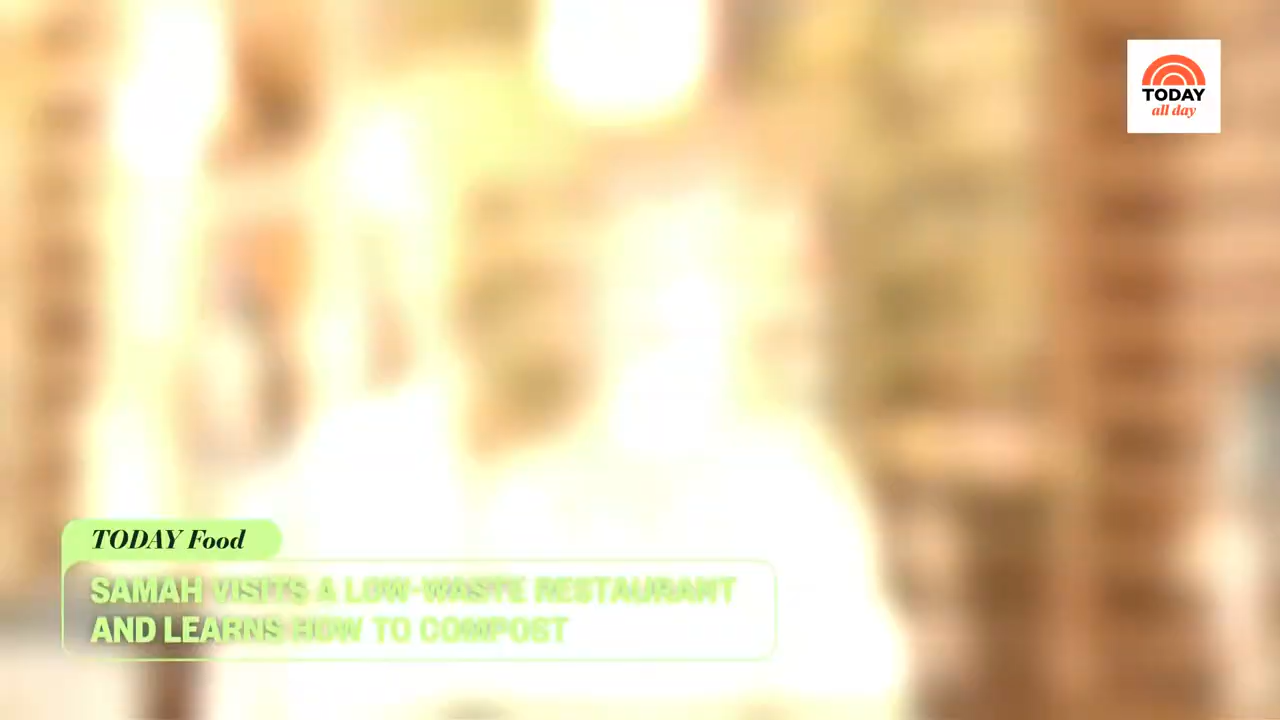 TODAY
all day
TODAY Food
SAMAH VISITS A LOW-WASTE RESTAURANT
AND LEARNS HOW TO COMPOST